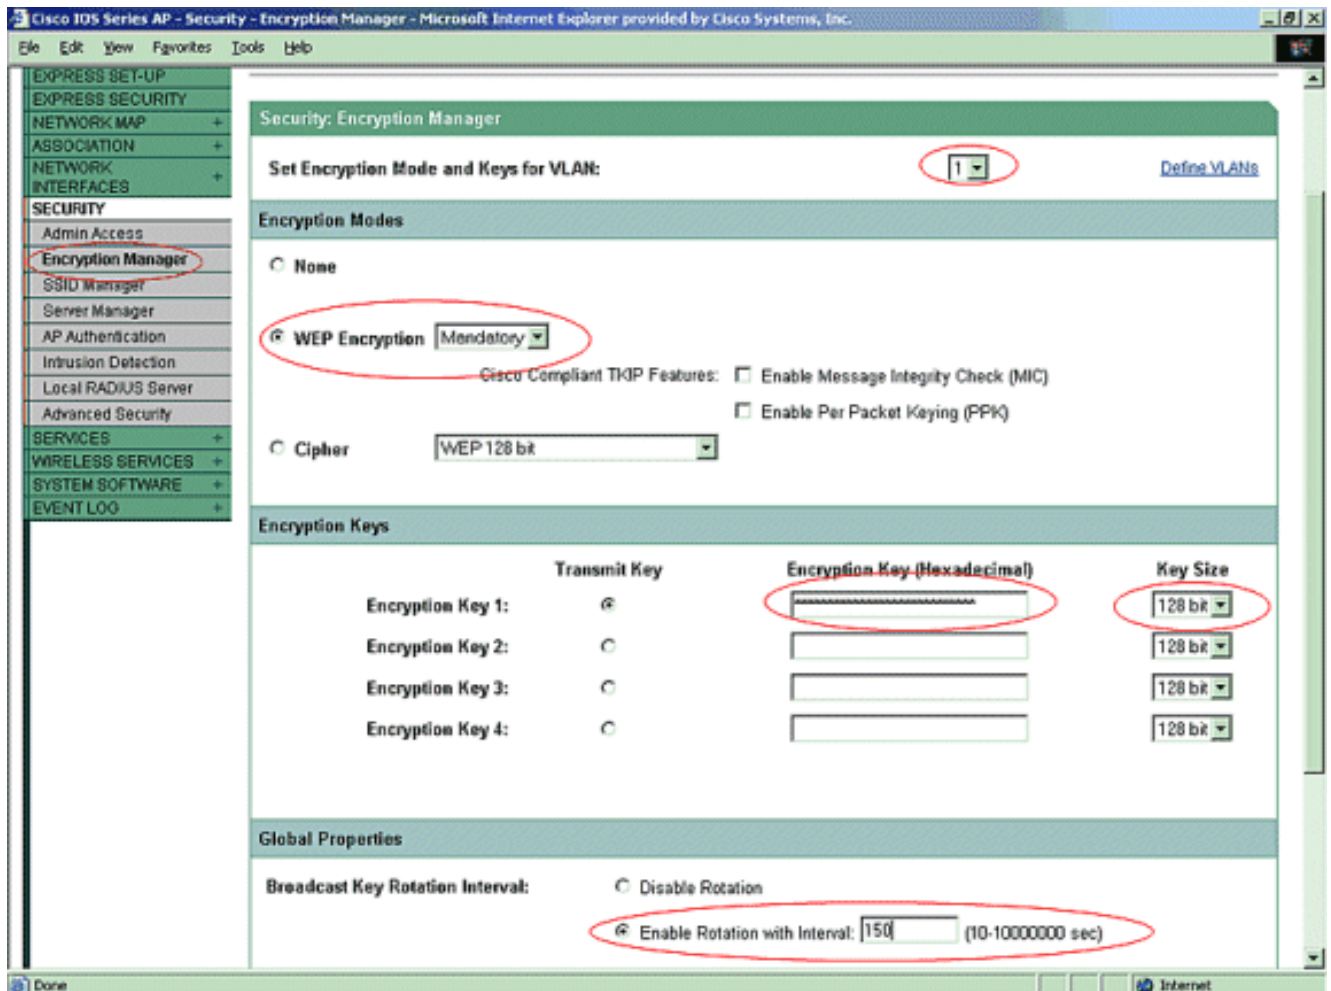 Cisco IOS Series AP - Security - Encryption Manager - Microsoft Internet Explorer provided by Cisco Systems, Inc.
File Edit View Favorites Tools Help
EXPRESS SET-UP
EXPRESS SECURITY
NETWORK MAP +
ASSOCIATION +
NETWORK INTERFACES +
SECURITY
Admin Access
Encryption Manager
SSID Manager
Server Manager
AP Authentication
Intrusion Detection
Local RADIUS Server
Advanced Security
SERVICES +
WIRELESS SERVICES +
SYSTEM SOFTWARE +
EVENT LOG +
Security: Encryption Manager
Set Encryption Mode and Keys for VLAN: 1 Define VLANs
Encryption Modes
None
WEP Encryption Mandatory
Cisco Compliant TKIP Features: Enable Message Integrity Check (MIC)
Enable Per Packet Keying (PPK)
Cipher WEP 128 bit
Encryption Keys
Transmit Key Encryption Key (Hexadecimal) Key Size
Encryption Key 1: 128 bit
Encryption Key 2: 128 bit
Encryption Key 3: 128 bit
Encryption Key 4: 128 bit
Global Properties
Broadcast Key Rotation Interval: Disable Rotation
Enable Rotation with Interval: 150 (10-10000000 sec)
Done Internet